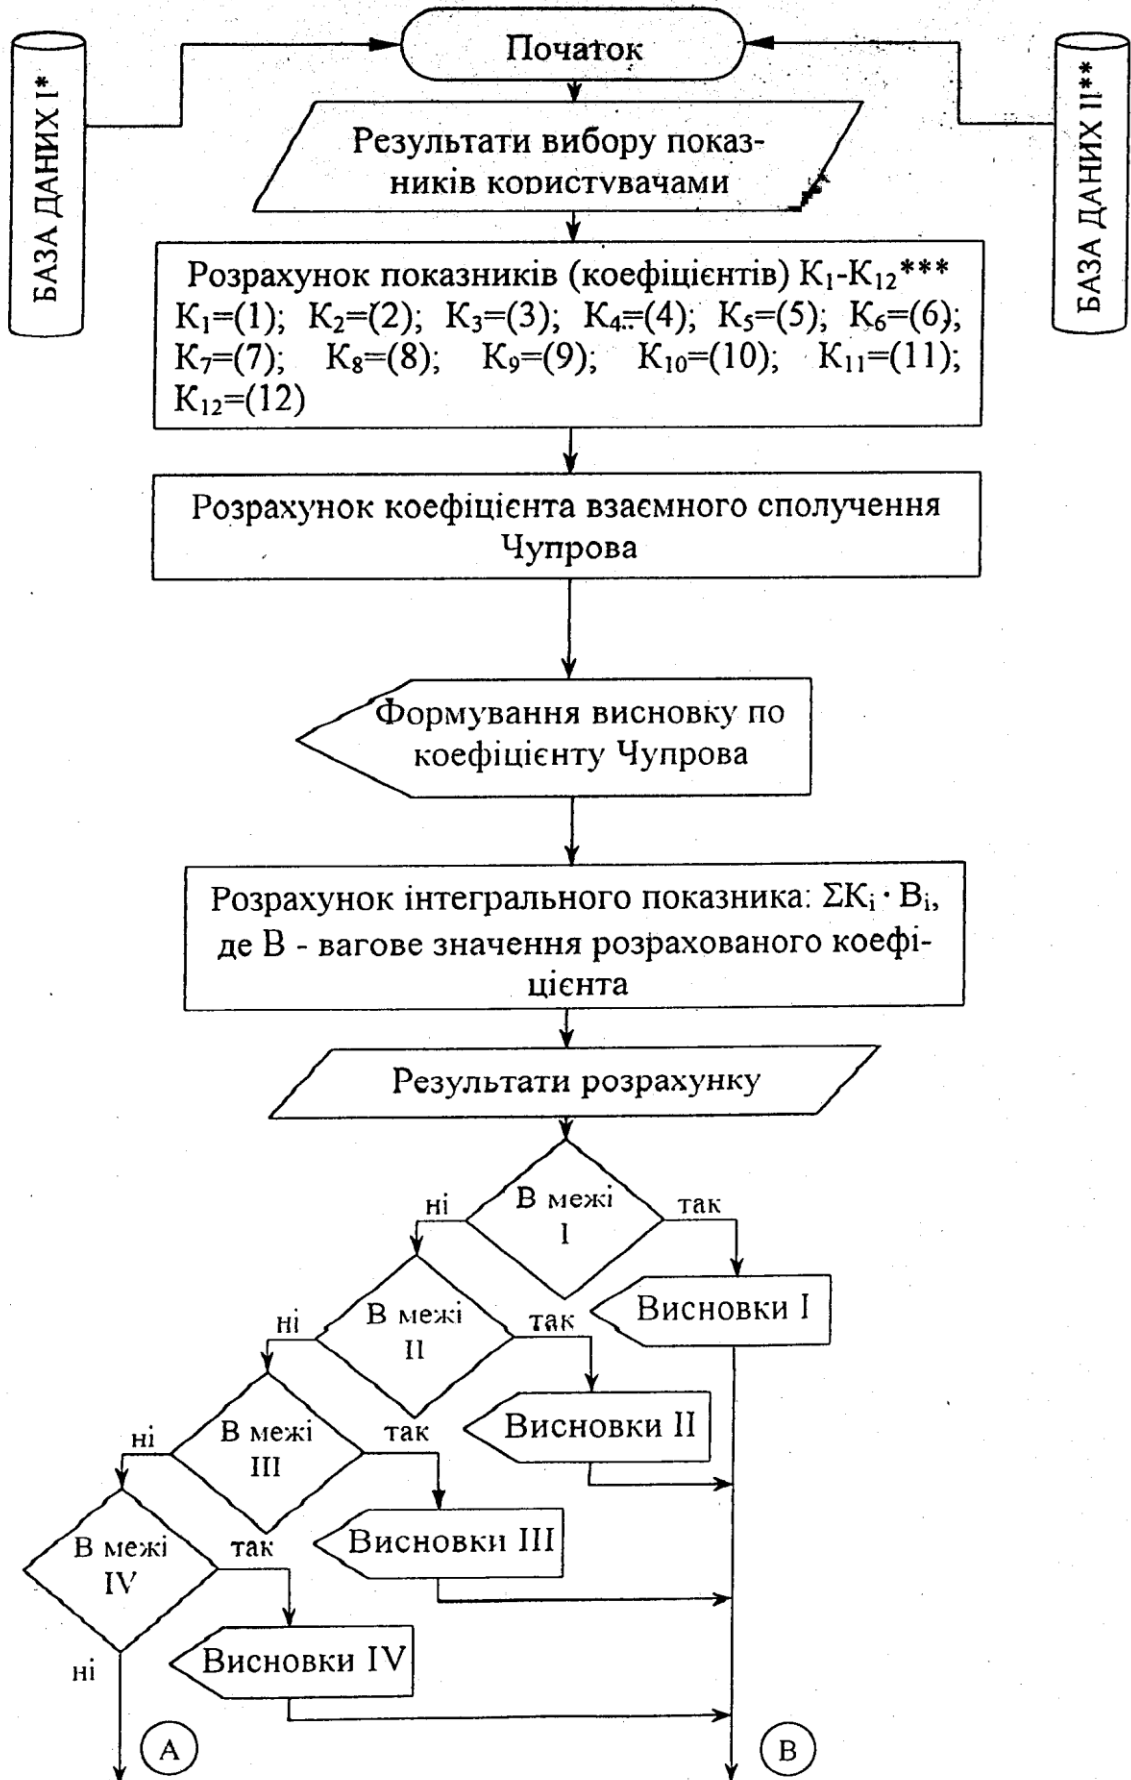 Початок
БАЗА ДАНИХ I*
БАЗА ДАНИХ II**
Результати вибору показ-
ників користувачами
Розрахунок показників (коефіцієнтів) K₁-K₁₂***
K₁=(1); K₂=(2); K₃=(3); K₄=(4); K₅=(5); K₆=(6);
K₇=(7); K₈=(8); K₉=(9); K₁₀=(10); K₁₁=(11);
K₁₂=(12)
Розрахунок коефіцієнта взаємного сполучення
Чупрова
Формування висновку по
коефіцієнту Чупрова
Розрахунок інтегрального показника: ΣKᵢ · Bᵢ,
де В - вагове значення розрахованого коефі-
цієнта
Результати розрахунку
В межі
I
ні
так
Висновки I
В межі
II
ні
так
Висновки II
В межі
III
ні
так
Висновки III
В межі
IV
так
ні
Висновки IV
А
В